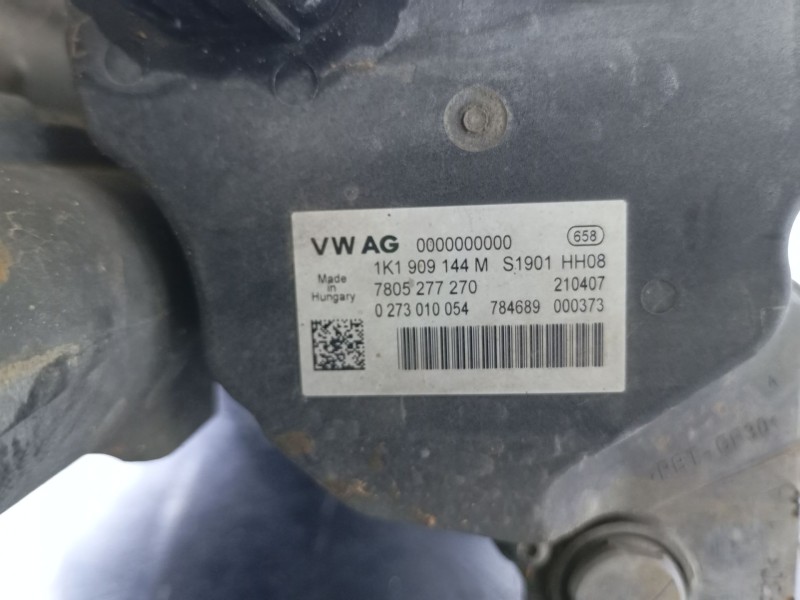 VW AG 0000000000 658
1K1 909 144 M S1901 HH08
Made
in
Hungary
7805 277 270 210407
0 273 010 054 784689 000373